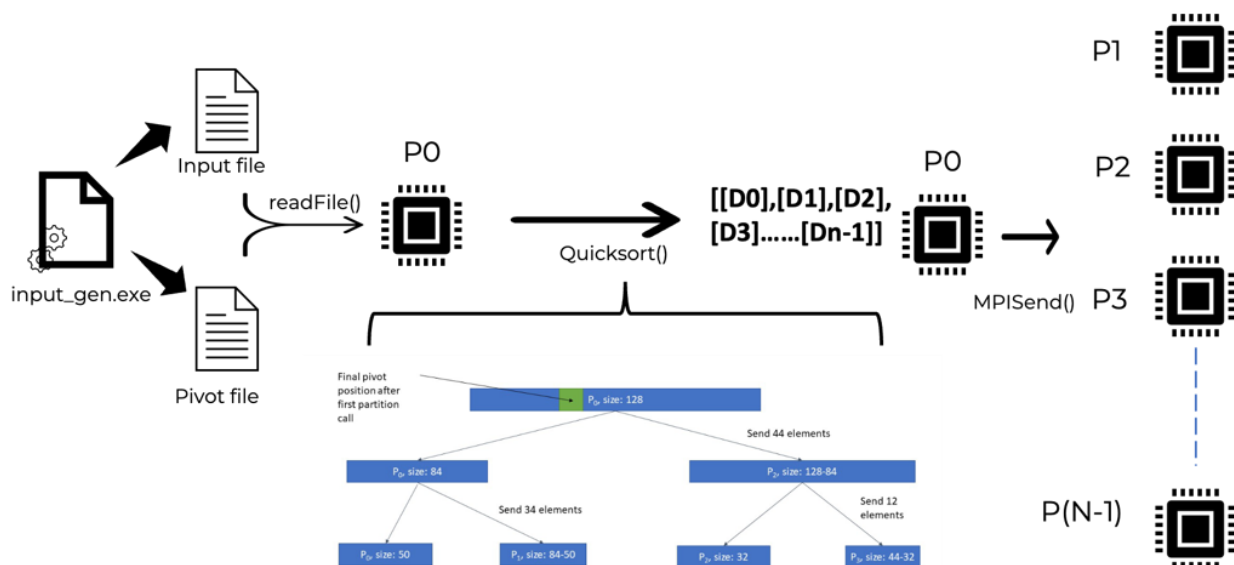 P1
Input file
P0
P0
P2
readFile()
[[D0],[D1],[D2],
[D3]......[Dn-1]]
Quicksort()
input_gen.exe
MPISend()
P3
Pivot file
Final pivot
position after
first partition
call
P0, size: 128
Send 44 elements
P0, size: 84
P2, size: 128-84
Send 34 elements
Send 12
elements
P(N-1)
P0, size: 50
P1, size: 84-50
P2, size: 32
P3, size: 44-32